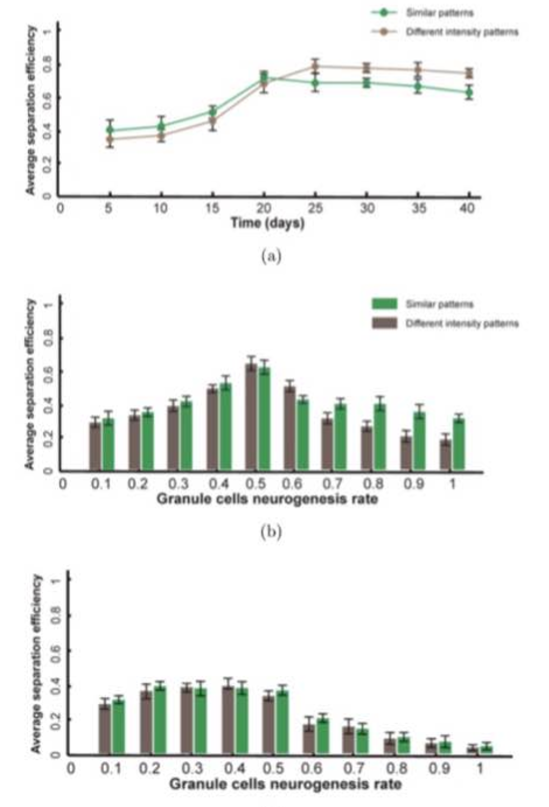 Similar patterns
Different intensity patterns
Average separation efficiency
1
0.8
0.6
0.4
0.2
0
0 5 10 15 20 25 30 35 40
Time (days)
(a)
Similar patterns
Different intensity patterns
Average separation efficiency
1
0.8
0.6
0.4
0.2
0
0 0.1 0.2 0.3 0.4 0.5 0.6 0.7 0.8 0.9 1
Granule cells neurogenesis rate
(b)
Average separation efficiency
1
0.8
0.6
0.4
0.2
0
0 0.1 0.2 0.3 0.4 0.5 0.6 0.7 0.8 0.9 1
Granule cells neurogenesis rate